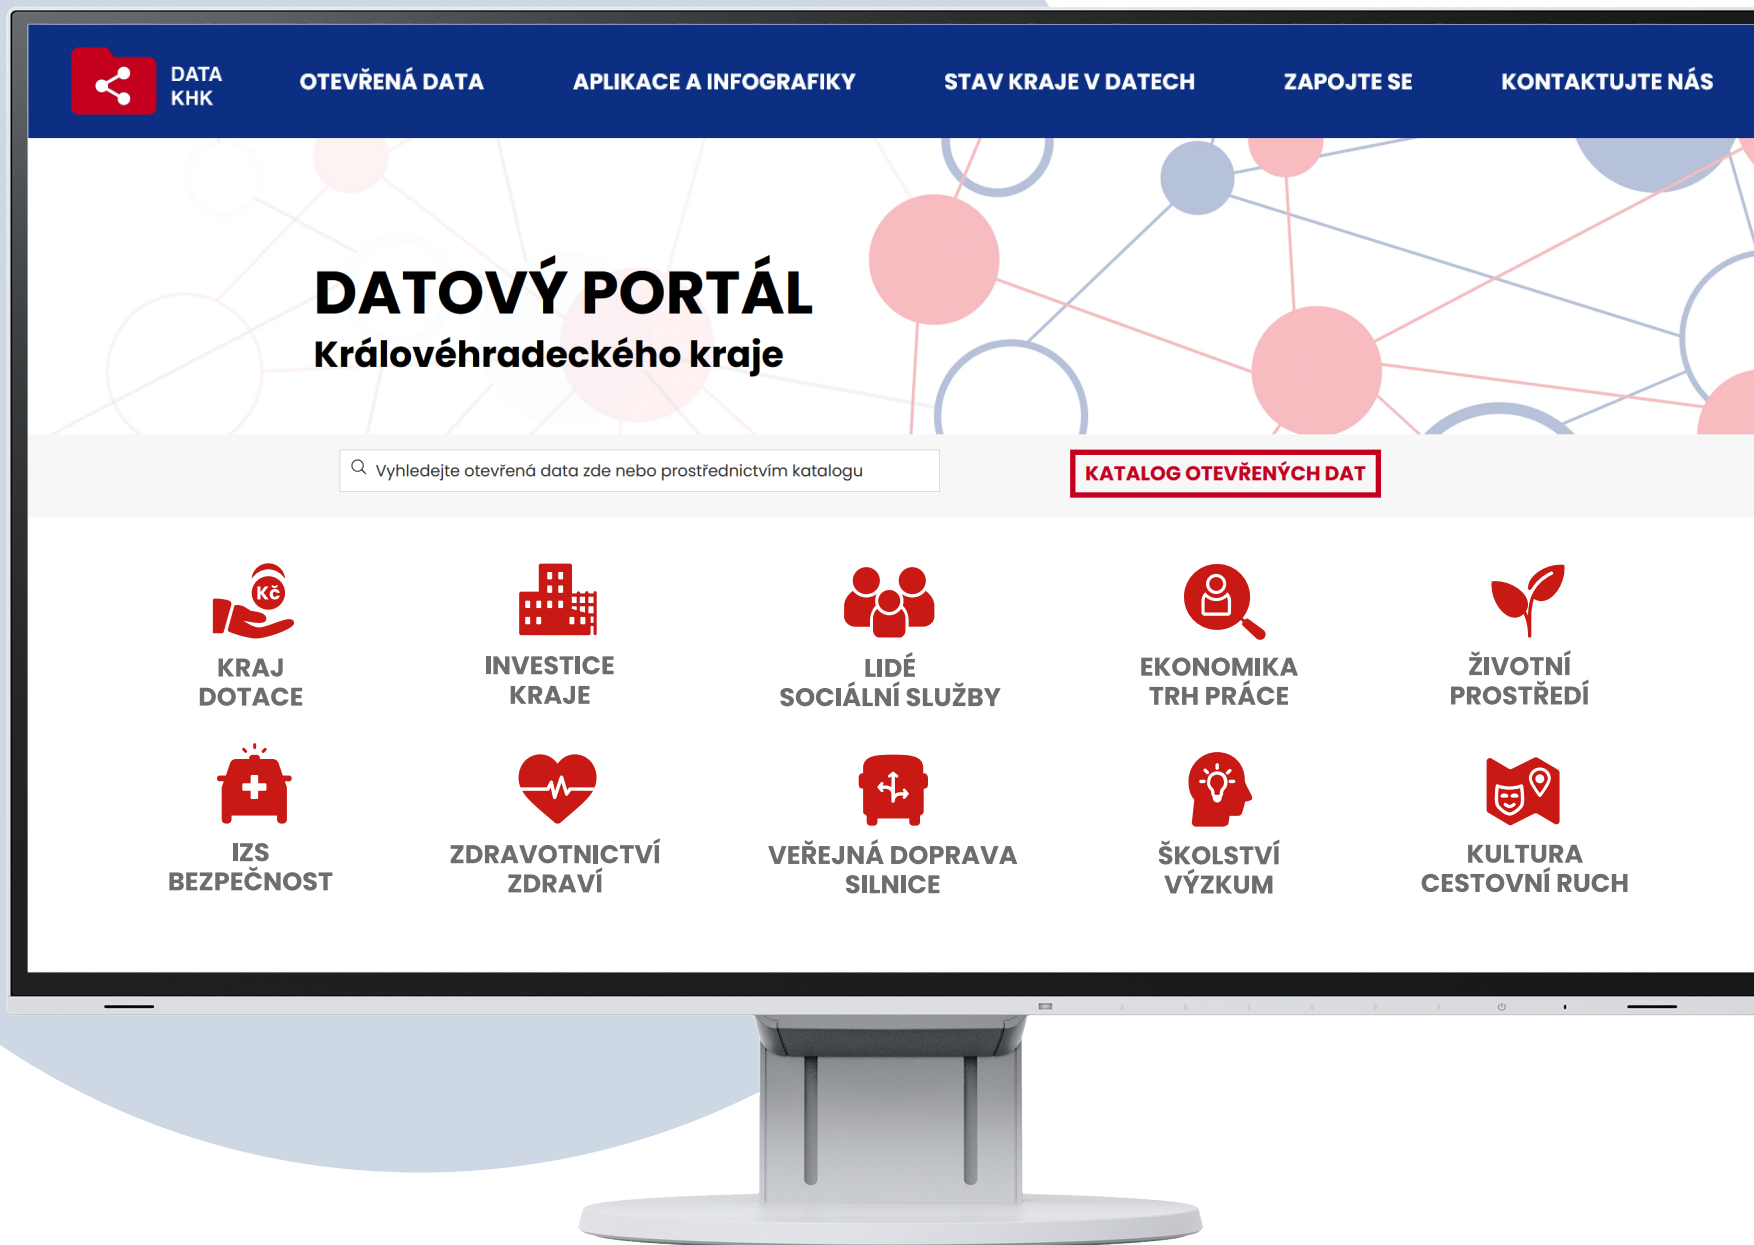 DATA
KHK
OTEVŘENÁ DATA
APLIKACE A INFOGRAFIKY
STAV KRAJE V DATECH
ZAPOJTE SE
KONTAKTUJTE NÁS
DATOVÝ PORTÁL
Královéhradeckého kraje
Vyhledejte otevřená data zde nebo prostřednictvím katalogu
KATALOG OTEVŘENÝCH DAT
Kč
KRAJ
DOTACE
INVESTICE
KRAJE
LIDÉ
SOCIÁLNÍ SLUŽBY
EKONOMIKA
TRH PRÁCE
ŽIVOTNÍ
PROSTŘEDÍ
IZS
BEZPEČNOST
ZDRAVOTNICTVÍ
ZDRAVÍ
VEŘEJNÁ DOPRAVA
SILNICE
ŠKOLSTVÍ
VÝZKUM
KULTURA
CESTOVNÍ RUCH